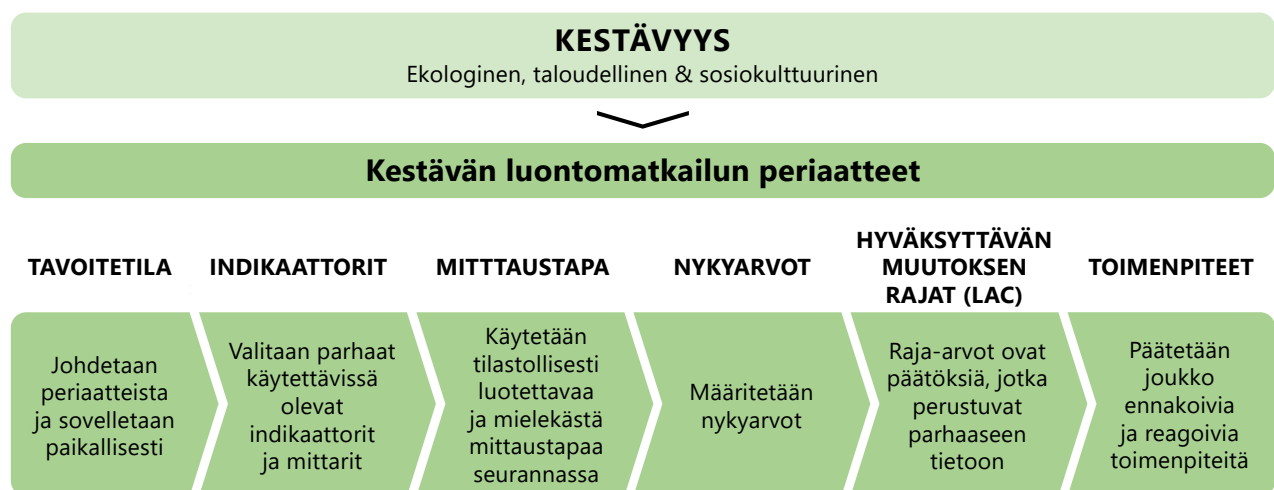 KESTÄVYYS
Ekologinen, taloudellinen & sosiokulttuurinen
Kestävän luontomatkailun periaatteet
TAVOITETILA
INDIKAATTORIT
MITTTAUSTAPA
NYKYARVOT
HYVÄKSYTTÄVÄN
MUUTOKSEN
RAJAT (LAC)
TOIMENPITEET
Johdetaan
periaatteista
ja sovelletaan
paikallisesti
Valitaan parhaat
käytettävissä
olevat
indikaattorit
ja mittarit
Käytetään
tilastollisesti
luotettavaa
ja mielekästä
mittaustapaa
seurannassa
Määritetään
nykyarvot
Raja-arvot ovat
päätöksiä, jotka
perustuvat
parhaaseen
tietoon
Päätetään
joukko
ennakoivia
ja reagoivia
toimenpiteitä